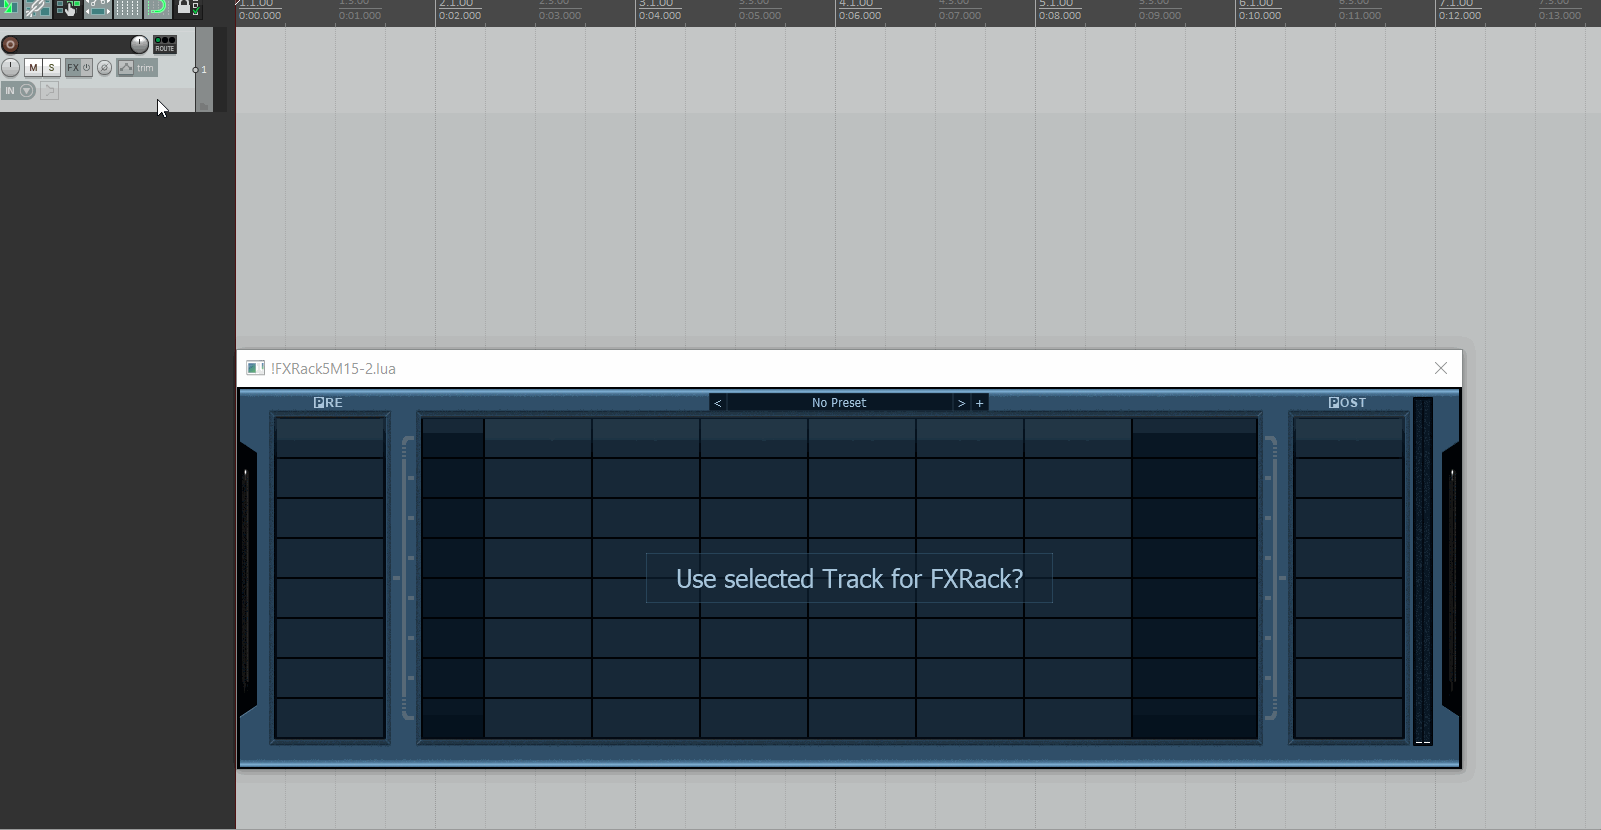 1.1.00 1.3.00 2.1.00 2.3.00 3.1.00 3.3.00 4.1.00 4.3.00 5.1.00 5.3.00 6.1.00 6.3.00 7.1.00 7.3.00
0:00.000 0:01.000 0:02.000 0:03.000 0:04.000 0:05.000 0:06.000 0:07.000 0:08.000 0:09.000 0:10.000 0:11.000 0:12.000 0:13.000
ROUTE
M S FX trim 1
IN
!FXRack5M15-2.lua
PRE < No Preset > + POST
Use selected Track for FXRack?